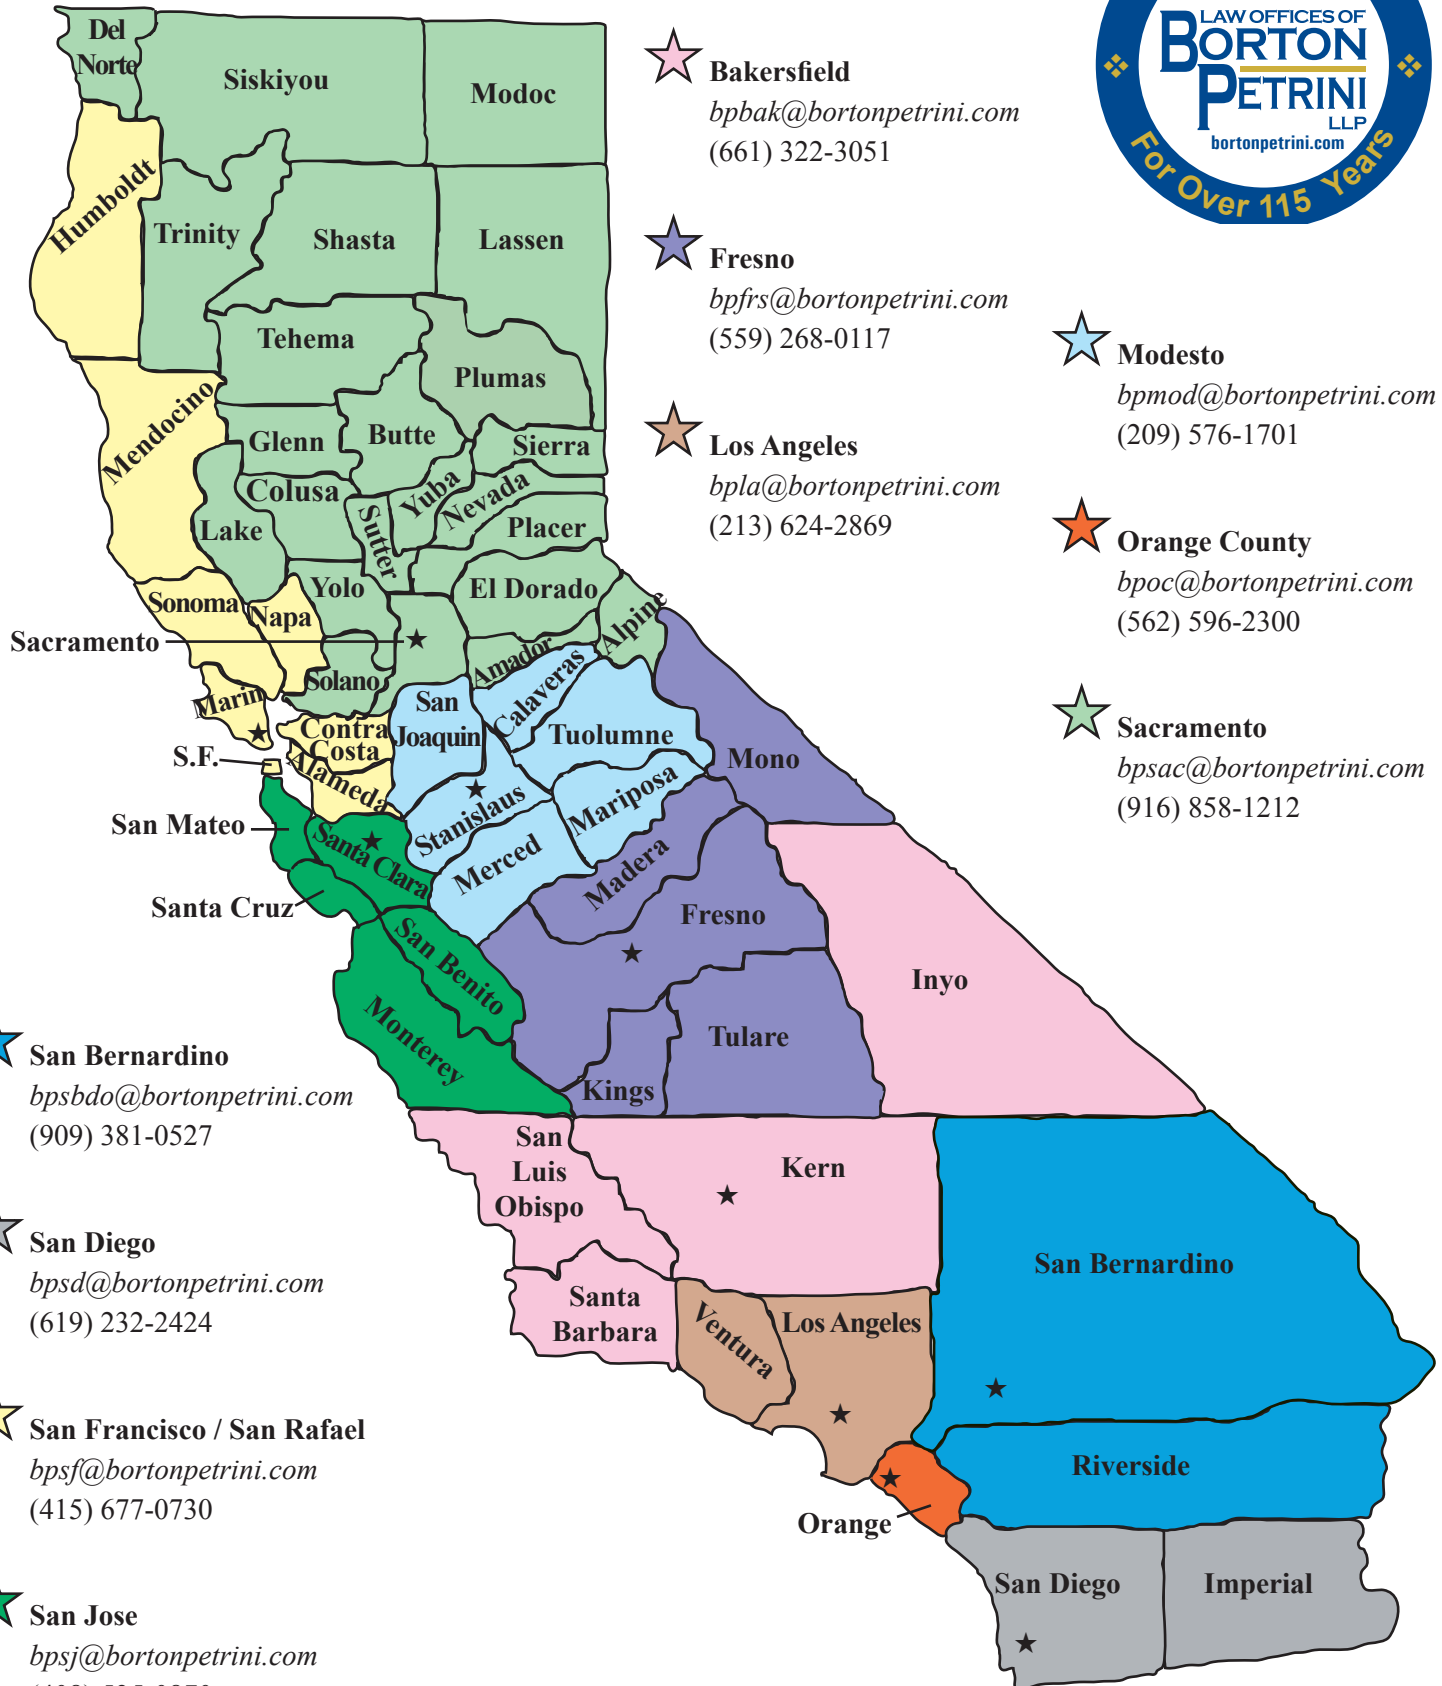 LAW OFFICES OF
BORTON
PETRINI
LLP
bortonpetrini.com
For Over 115 Years
Bakersfield
bpbak@bortonpetrini.com
(661) 322-3051
Fresno
bpfrs@bortonpetrini.com
(559) 268-0117
Los Angeles
bpla@bortonpetrini.com
(213) 624-2869
Modesto
bpmod@bortonpetrini.com
(209) 576-1701
Orange County
bpoc@bortonpetrini.com
(562) 596-2300
Sacramento
bpsac@bortonpetrini.com
(916) 858-1212
San Bernardino
bpsbdo@bortonpetrini.com
(909) 381-0527
San Diego
bpsd@bortonpetrini.com
(619) 232-2424
San Francisco / San Rafael
bpsf@bortonpetrini.com
(415) 677-0730
San Jose
bpsj@bortonpetrini.com
Del
Norte
Siskiyou
Modoc
Humboldt
Trinity
Shasta
Lassen
Tehema
Plumas
Mendocino
Glenn
Butte
Sierra
Colusa
Yuba
Nevada
Lake
Sutter
Placer
Yolo
El Dorado
Sonoma
Napa
Alpine
Sacramento
Amador
Solano
Calaveras
Marin
San
Joaquin
Contra
Costa
Tuolumne
S.F.
Alameda
Mono
Stanislaus
Mariposa
San Mateo
Santa Clara
Merced
Madera
Santa Cruz
Fresno
San Benito
Inyo
Monterey
Tulare
Kings
San
Luis
Obispo
Kern
San Bernardino
Santa
Barbara
Ventura
Los Angeles
Riverside
Orange
San Diego
Imperial